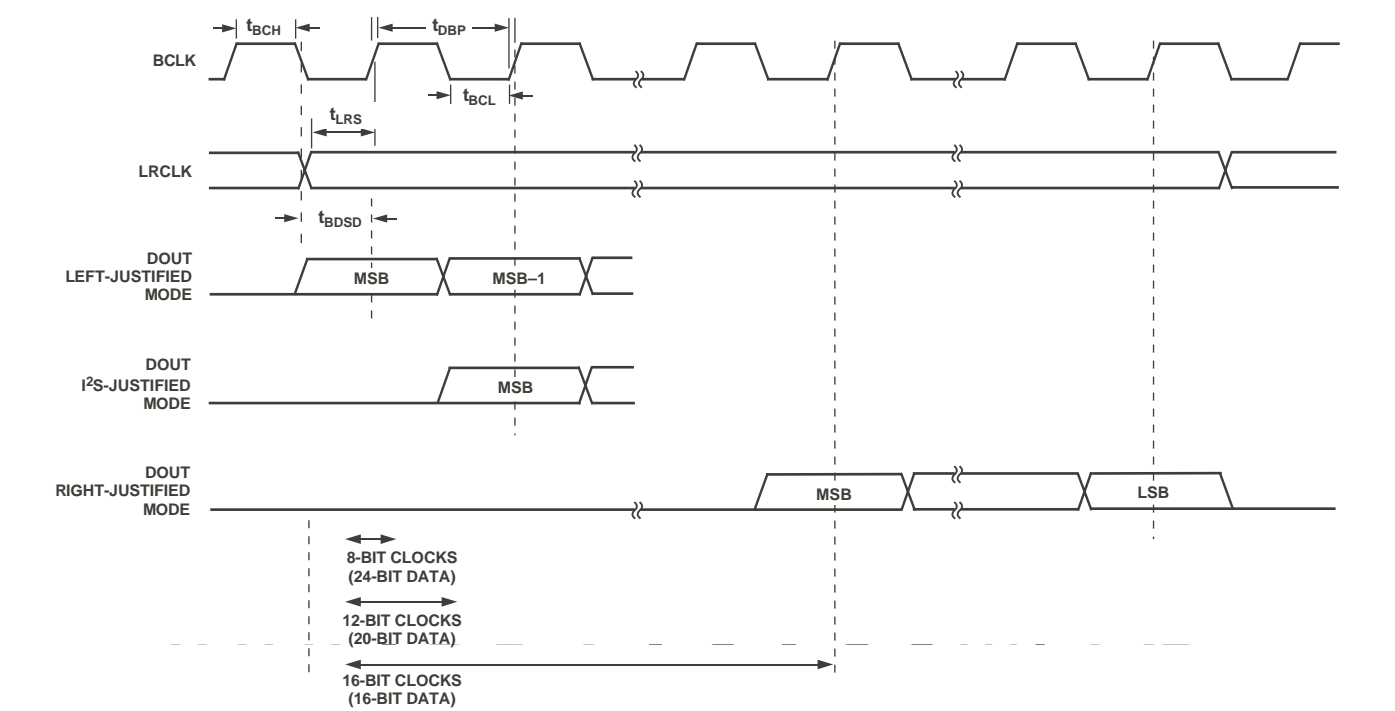 tBCH
tDBP
BCLK
tBCL
tLRS
LRCLK
tBDSD
DOUT
LEFT-JUSTIFIED
MODE
MSB
MSB–1
DOUT
I2S-JUSTIFIED
MODE
MSB
DOUT
RIGHT-JUSTIFIED
MODE
MSB
LSB
8-BIT CLOCKS
(24-BIT DATA)
12-BIT CLOCKS
(20-BIT DATA)
16-BIT CLOCKS
(16-BIT DATA)